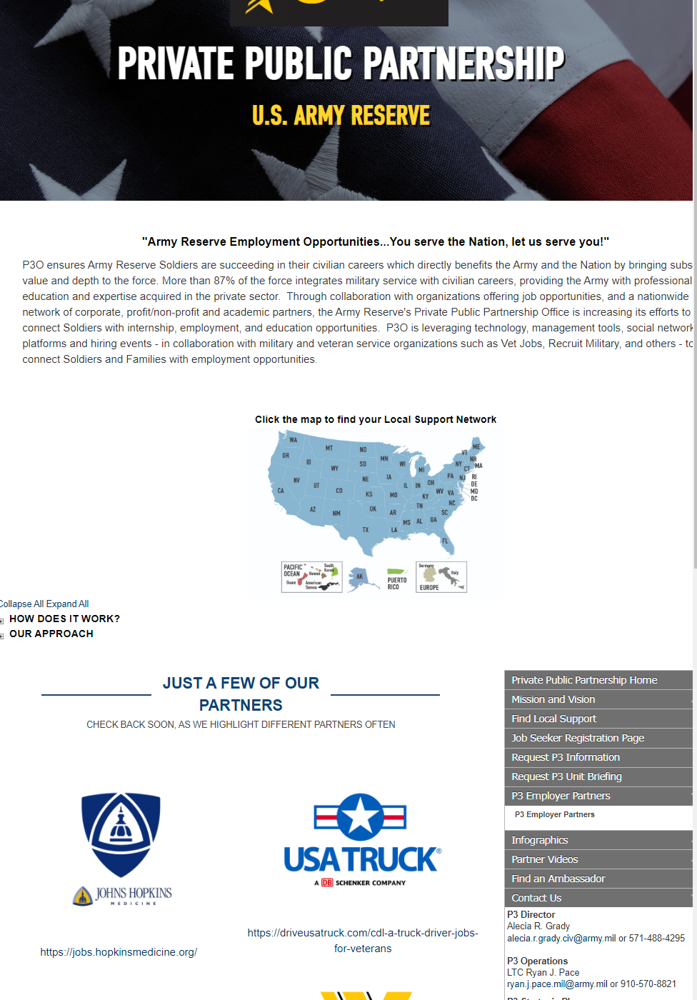 PRIVATE PUBLIC PARTNERSHIP
U.S. ARMY RESERVE
"Army Reserve Employment Opportunities...You serve the Nation, let us serve you!"
P3O ensures Army Reserve Soldiers are succeeding in their civilian careers which directly benefits the Army and the Nation by bringing subs
value and depth to the force. More than 87% of the force integrates military service with civilian careers, providing the Army with professional
education and expertise acquired in the private sector.  Through collaboration with organizations offering job opportunities, and a nationwide
network of corporate, profit/non-profit and academic partners, the Army Reserve's Private Public Partnership Office is increasing its efforts to
connect Soldiers with internship, employment, and education opportunities.  P3O is leveraging technology, management tools, social network
platforms and hiring events - in collaboration with military and veteran service organizations such as Vet Jobs, Recruit Military, and others - to
connect Soldiers and Families with employment opportunities.
Click the map to find your Local Support Network
WA
MT
ND
MN
VT
ME
OR
ID
SD
WI
NY
NH
MA
WY
MI
CT
NV
UT
NE
IA
IL
IN
OH
PA
NJ
RI
DE
CA
CO
KS
MO
KY
WV
VA
MD
DC
AZ
NM
OK
AR
TN
NC
SC
TX
LA
MS
AL
GA
FL
PACIFIC
OCEAN
South
Korea
Hawaii
Guam
American
Samoa
AK
PUERTO
RICO
Germany
Italy
EUROPE
Collapse All Expand All
HOW DOES IT WORK?
OUR APPROACH
JUST A FEW OF OUR
PARTNERS
CHECK BACK SOON, AS WE HIGHLIGHT DIFFERENT PARTNERS OFTEN
JOHNS HOPKINS
MEDICINE
https://jobs.hopkinsmedicine.org/
USA TRUCK®
A DB SCHENKER COMPANY
https://driveusatruck.com/cdl-a-truck-driver-jobs-
for-veterans
Private Public Partnership Home
Mission and Vision
Find Local Support
Job Seeker Registration Page
Request P3 Information
Request P3 Unit Briefing
P3 Employer Partners
P3 Employer Partners
Infographics
Partner Videos
Find an Ambassador
Contact Us
P3 Director
Alecia R. Grady
alecia.r.grady.civ@army.mil or 571-488-4295
P3 Operations
LTC Ryan J. Pace
ryan.j.pace.mil@army.mil or 910-570-8821